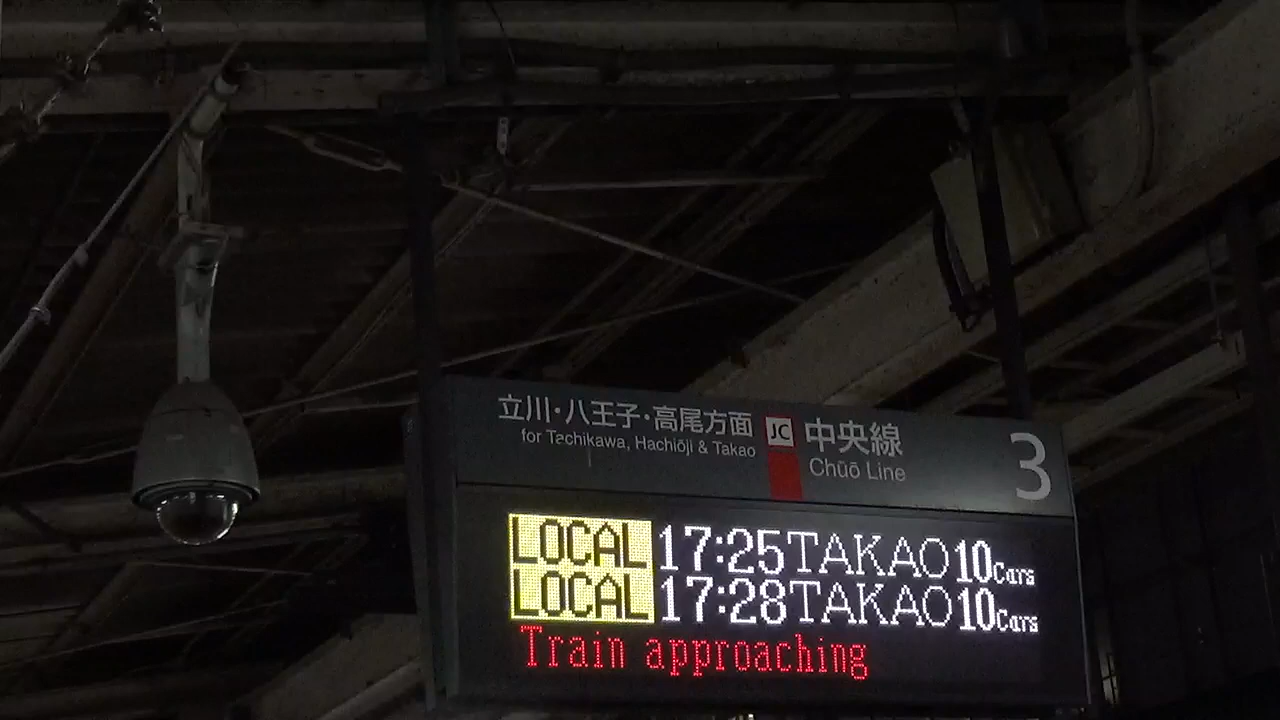 立川・八王子・高尾方面 JC 中央線 3
for Tachikawa, Hachiōji & Takao Chūō Line
LOCAL 17:25 TAKAO 10Cars
LOCAL 17:28 TAKAO 10Cars
Train approaching